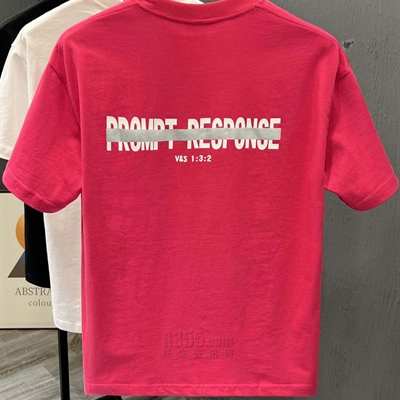 PROMPT RESPONSE
V&S 1:3:2
ABSTRA
colou